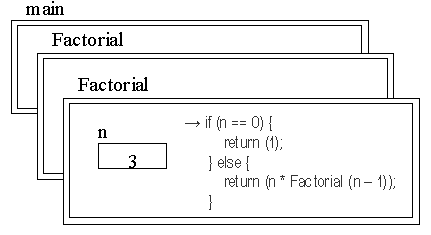 main
Factorial
Factorial
n
3
→ if (n == 0) {
return (1);
} else {
return (n * Factorial (n – 1));
}